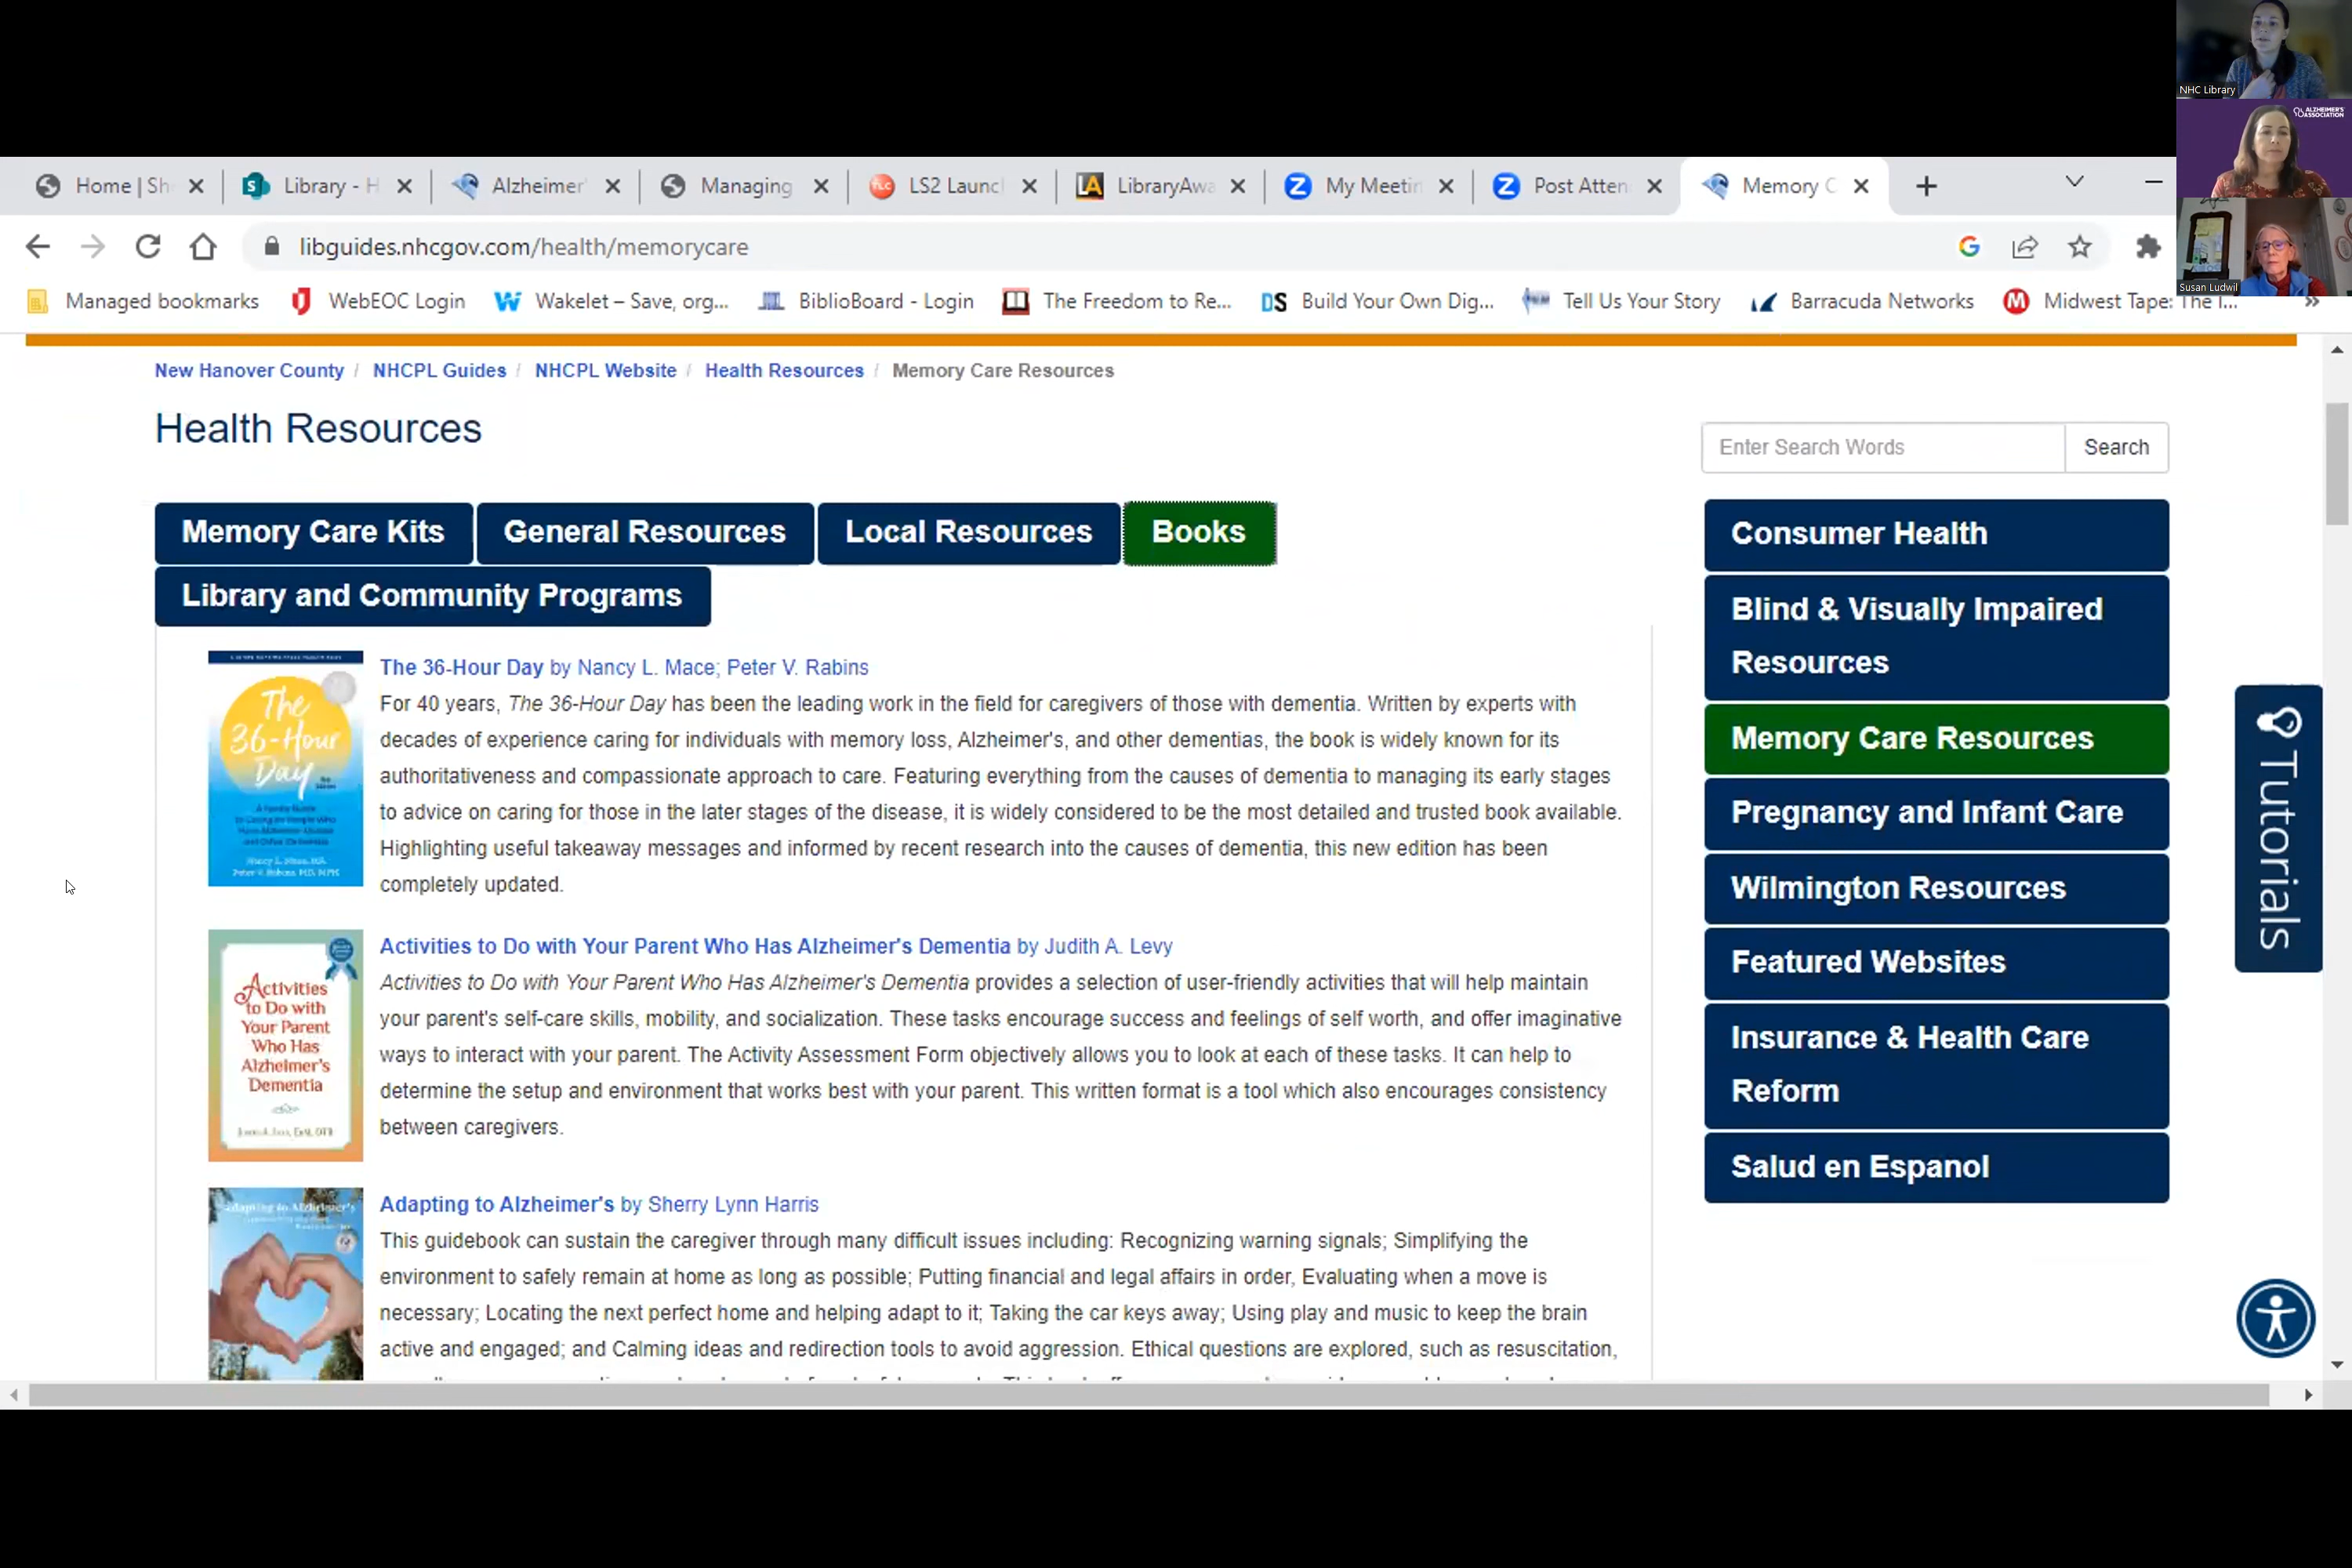 NHC Library
ALZHEIMER'S
ASSOCIATION
Susan Ludwil
Home | Sh
Library - H
Alzheimer'
Managing
LS2 Launc
LibraryAwa
My Meetin
Post Atten
Memory C
libguides.nhcgov.com/health/memorycare
Managed bookmarks
WebEOC Login
Wakelet – Save, org...
BiblioBoard - Login
The Freedom to Re...
DS Build Your Own Dig...
Tell Us Your Story
Barracuda Networks
Midwest Tape: The I...
New Hanover County / NHCPL Guides / NHCPL Website / Health Resources / Memory Care Resources
Health Resources
Enter Search Words
Search
Memory Care Kits
General Resources
Local Resources
Books
Library and Community Programs
The
36-Hour
Day
The 36-Hour Day by Nancy L. Mace; Peter V. Rabins
For 40 years, The 36-Hour Day has been the leading work in the field for caregivers of those with dementia. Written by experts with
decades of experience caring for individuals with memory loss, Alzheimer's, and other dementias, the book is widely known for its
authoritativeness and compassionate approach to care. Featuring everything from the causes of dementia to managing its early stages
to advice on caring for those in the later stages of the disease, it is widely considered to be the most detailed and trusted book available.
Highlighting useful takeaway messages and informed by recent research into the causes of dementia, this new edition has been
completely updated.
Activities
to Do with
Your Parent
Who Has
Alzheimer's
Dementia
Activities to Do with Your Parent Who Has Alzheimer's Dementia by Judith A. Levy
Activities to Do with Your Parent Who Has Alzheimer's Dementia provides a selection of user-friendly activities that will help maintain
your parent's self-care skills, mobility, and socialization. These tasks encourage success and feelings of self worth, and offer imaginative
ways to interact with your parent. The Activity Assessment Form objectively allows you to look at each of these tasks. It can help to
determine the setup and environment that works best with your parent. This written format is a tool which also encourages consistency
between caregivers.
Adapting to Alzheimer's
Adapting to Alzheimer's by Sherry Lynn Harris
This guidebook can sustain the caregiver through many difficult issues including: Recognizing warning signals; Simplifying the
environment to safely remain at home as long as possible; Putting financial and legal affairs in order, Evaluating when a move is
necessary; Locating the next perfect home and helping adapt to it; Taking the car keys away; Using play and music to keep the brain
active and engaged; and Calming ideas and redirection tools to avoid aggression. Ethical questions are explored, such as resuscitation,
Consumer Health
Blind & Visually Impaired
Resources
Memory Care Resources
Pregnancy and Infant Care
Wilmington Resources
Featured Websites
Insurance & Health Care
Reform
Salud en Espanol
Tutorials